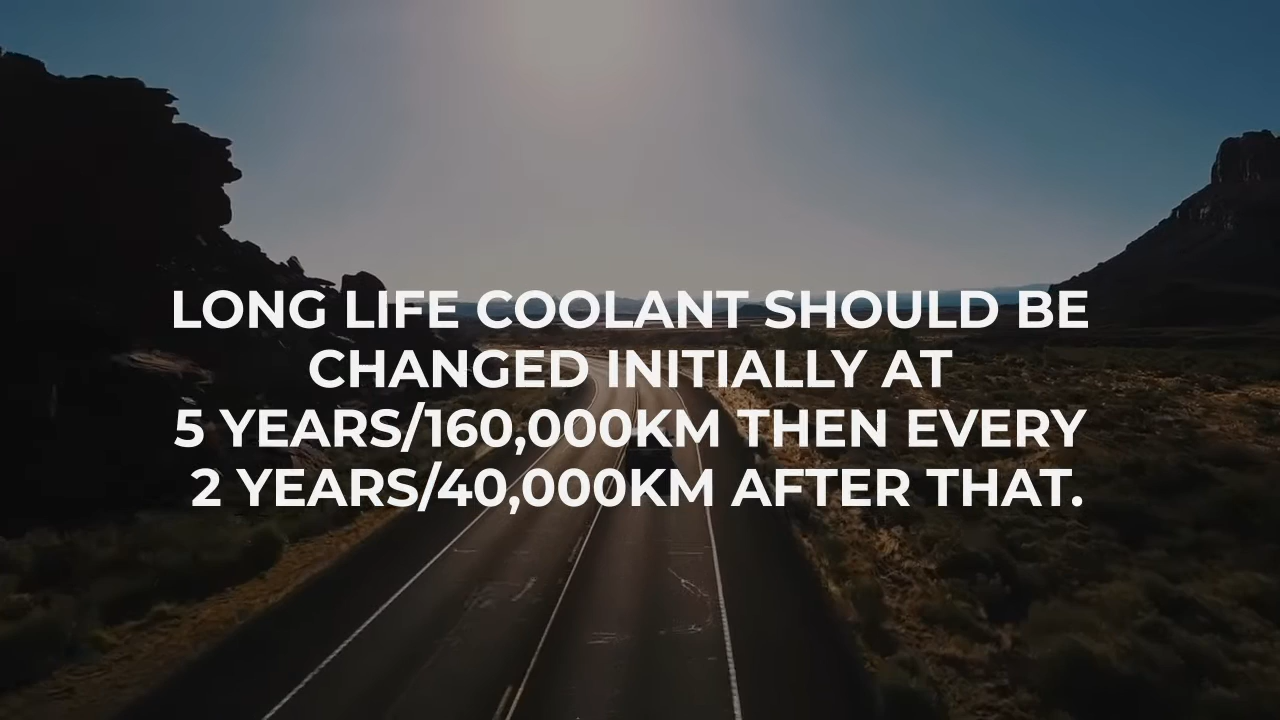 LONG LIFE COOLANT SHOULD BE
CHANGED INITIALLY AT
5 YEARS/160,000KM THEN EVERY
2 YEARS/40,000KM AFTER THAT.